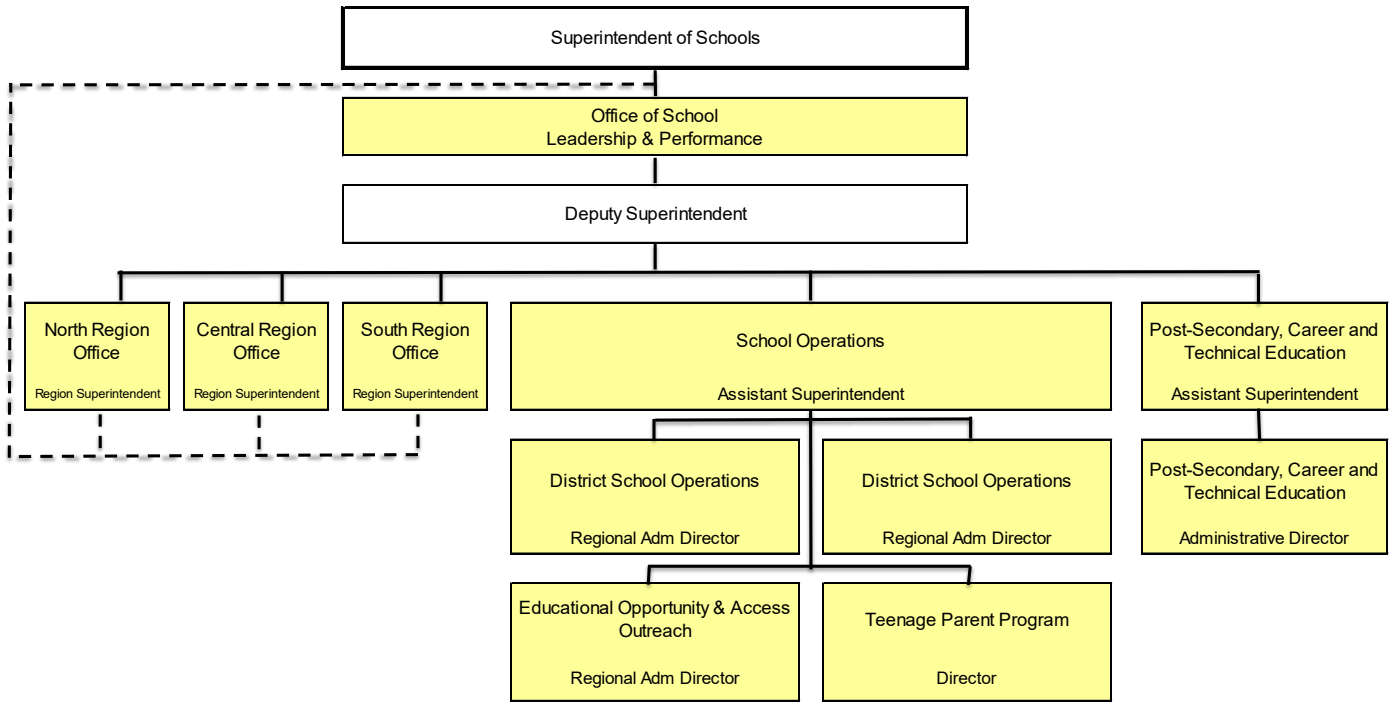 Superintendent of Schools
Office of School
Leadership & Performance
Deputy Superintendent
North Region
Office
Region Superintendent
Central Region
Office
Region Superintendent
South Region
Office
Region Superintendent
School Operations
Assistant Superintendent
Post-Secondary, Career and
Technical Education
Assistant Superintendent
District School Operations
Regional Adm Director
District School Operations
Regional Adm Director
Post-Secondary, Career and
Technical Education
Administrative Director
Educational Opportunity & Access
Outreach
Regional Adm Director
Teenage Parent Program
Director